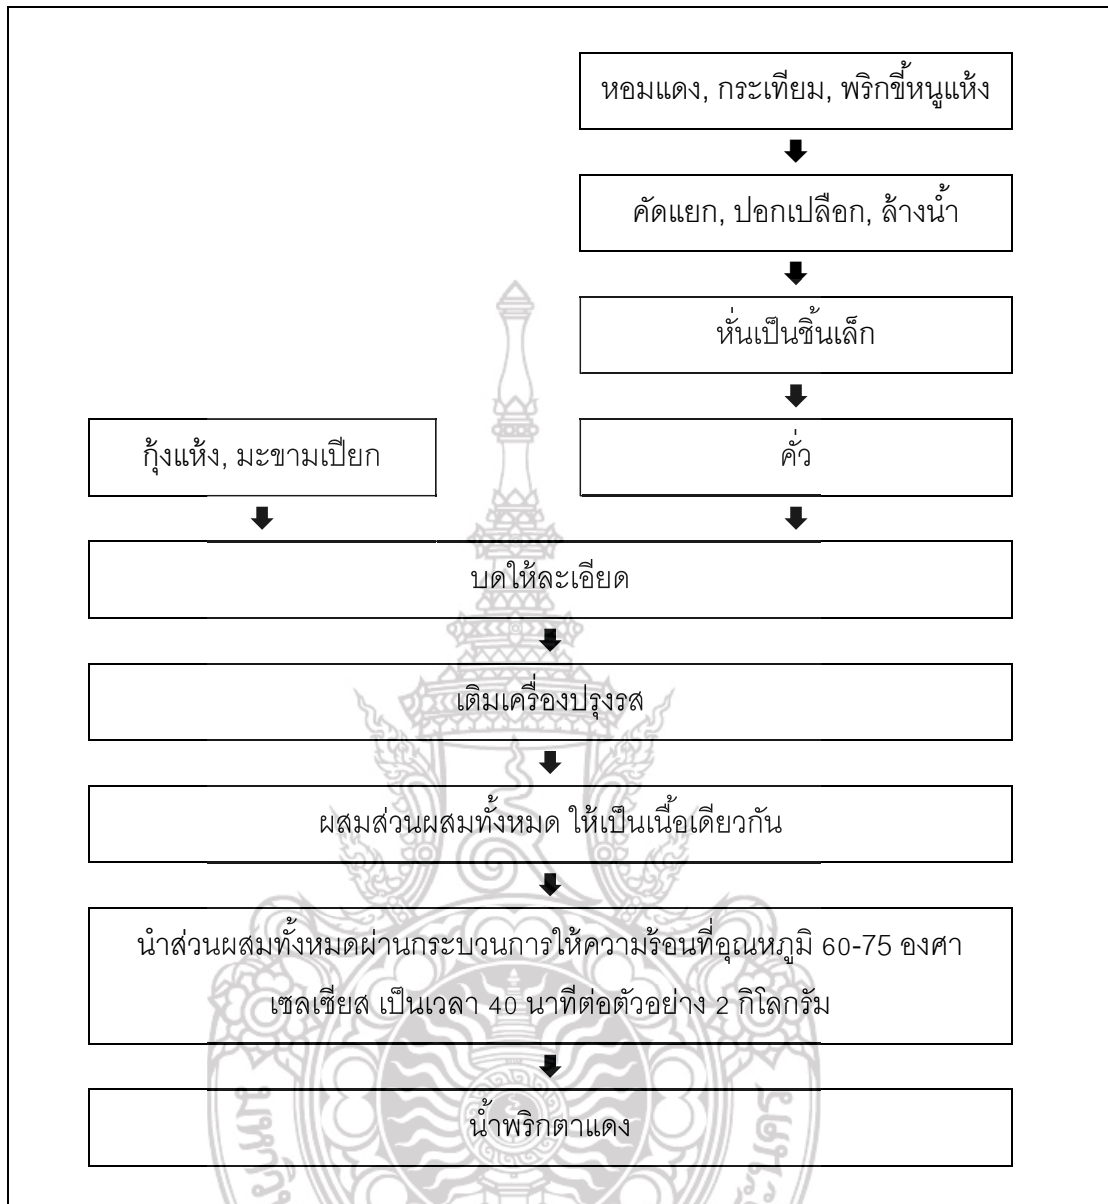 หอมแดง, กระเทียม, พริกขี้หนูแห้ง
คัดแยก, ปอกเปลือก, ล้างน้ำ
หั่นเป็นชิ้นเล็ก
กุ้งแห้ง, มะขามเปียก
คั่ว
บดให้ละเอียด
เติมเครื่องปรุงรส
ผสมส่วนผสมทั้งหมด ให้เป็นเนื้อเดียวกัน
นำส่วนผสมทั้งหมดผ่านกระบวนการให้ความร้อนที่อุณหภูมิ 60-75 องศา
เซลเซียส เป็นเวลา 40 นาทีต่อตัวอย่าง 2 กิโลกรัม
น้ำพริกตาแดง